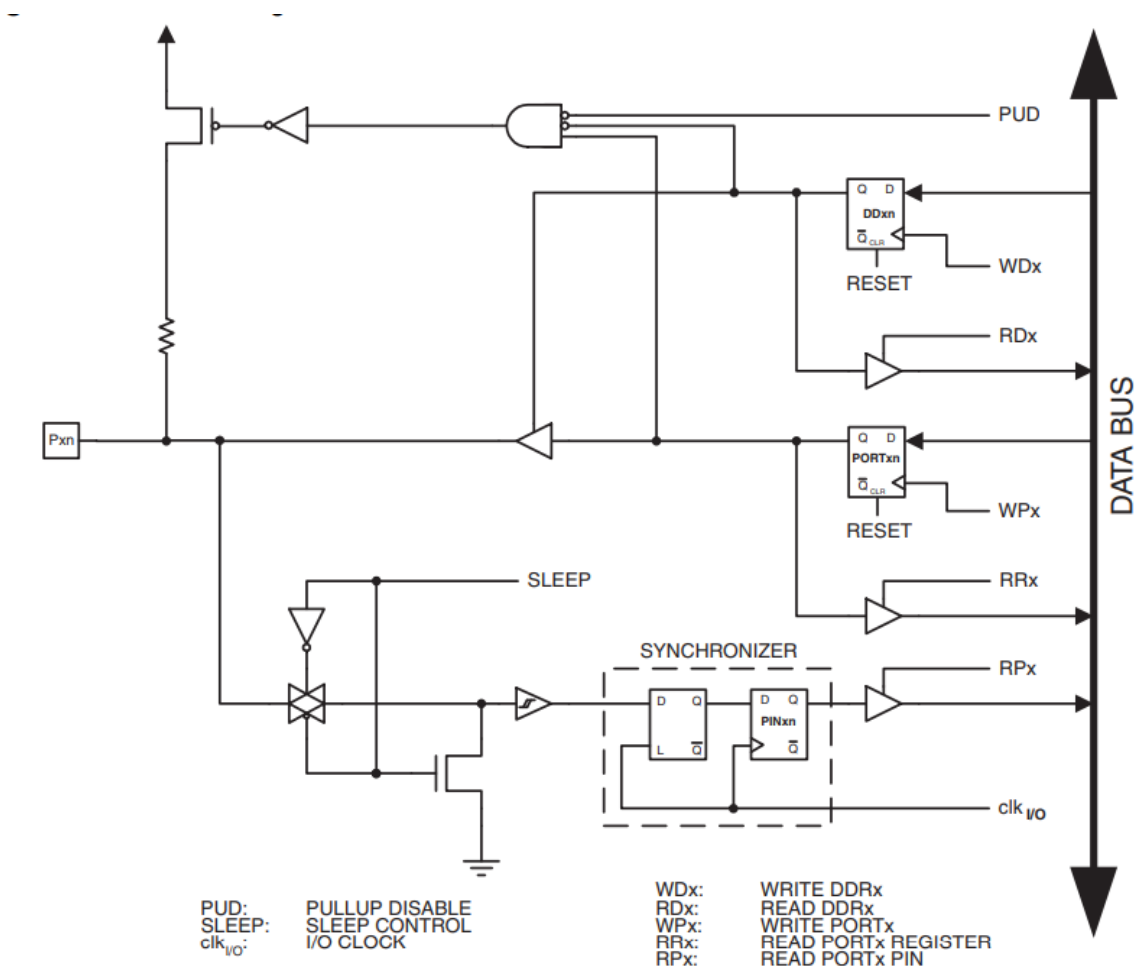 PUD
Q D
DDxn
Q CLR
WDx
RESET
RDx
DATA BUS
Pxn
Q D
PORTxn
Q CLR
WPx
RESET
SLEEP
RRx
SYNCHRONIZER
RPx
D Q D Q
PINxn
L Q Q
clk I/O
PUD: PULLUP DISABLE
SLEEP: SLEEP CONTROL
clkI/O: I/O CLOCK
WDx: WRITE DDRx
RDx: READ DDRx
WPx: WRITE PORTx
RRx: READ PORTx REGISTER
RPx: READ PORTx PIN